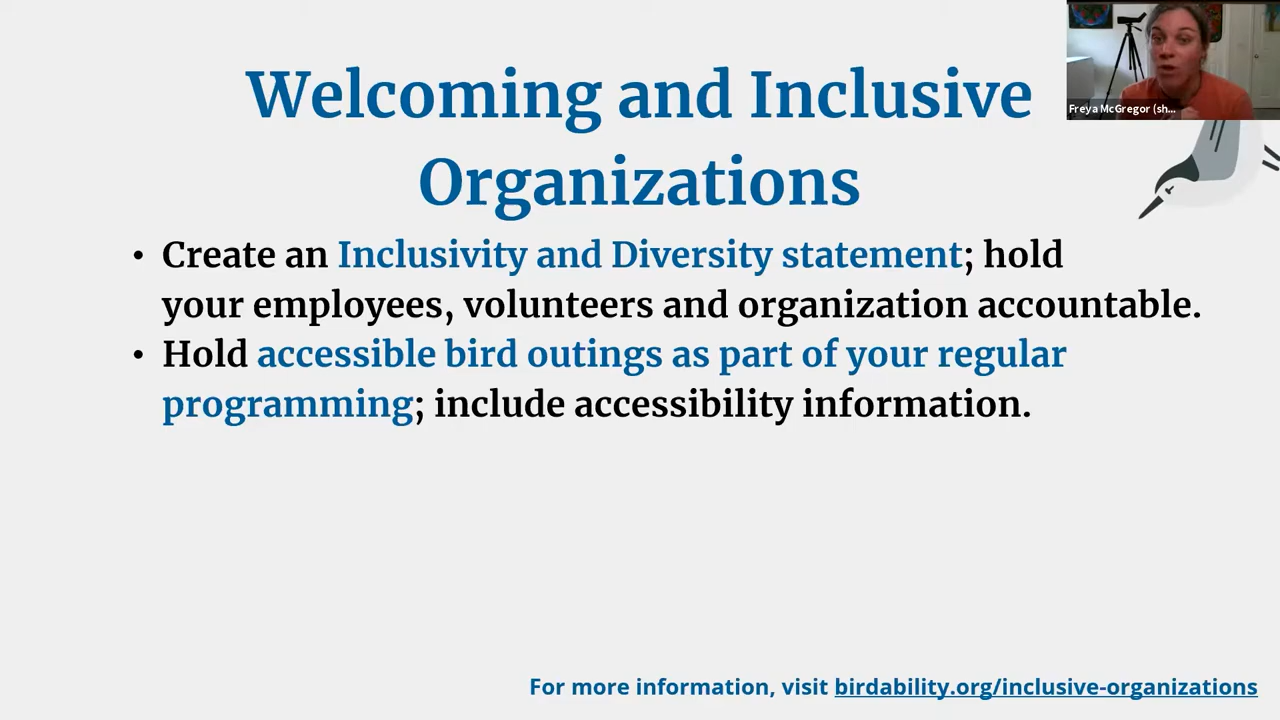 Welcoming and Inclusive
Organizations
Freya McGregor (sh...
• Create an Inclusivity and Diversity statement; hold
your employees, volunteers and organization accountable.
• Hold accessible bird outings as part of your regular
programming; include accessibility information.
For more information, visit birdability.org/inclusive-organizations